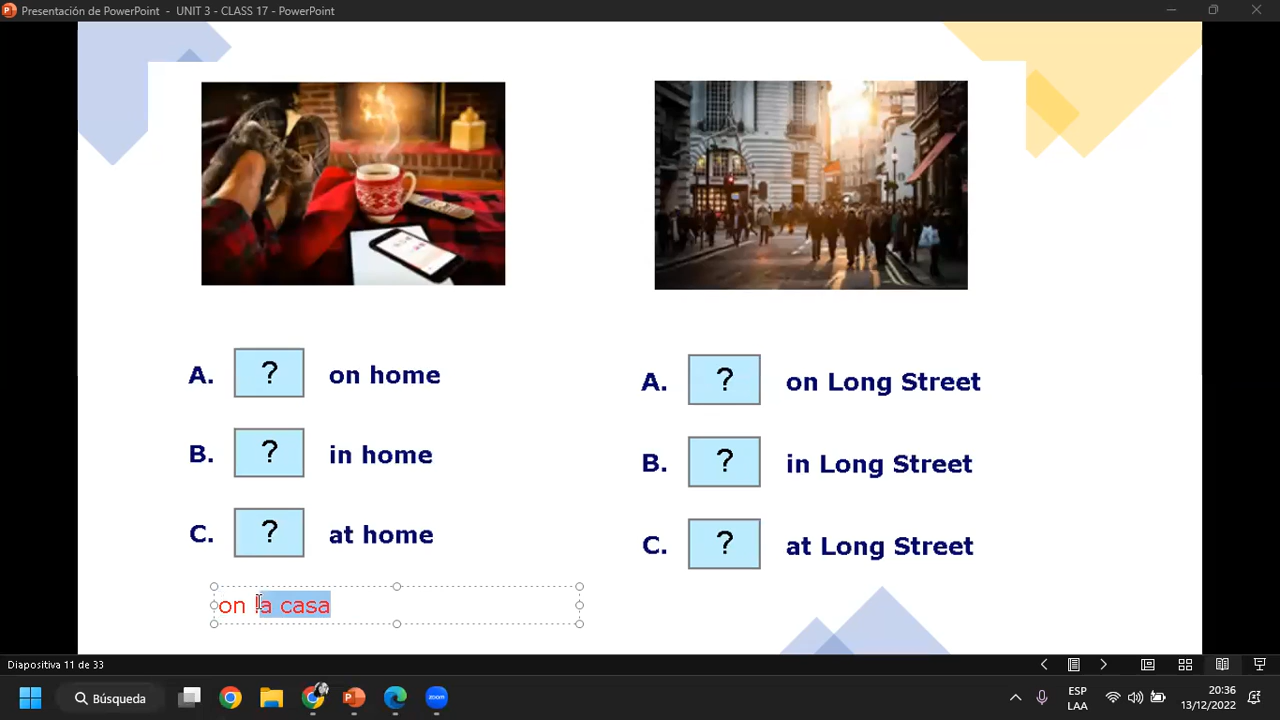 Presentación de PowerPoint - UNIT 3 - CLASS 17 - PowerPoint
A. ? on home
B. ? in home
C. ? at home
on la casa
A. ? on Long Street
B. ? in Long Street
C. ? at Long Street
Diapositiva 11 de 33
Búsqueda
zoom
ESP
LAA
20:36
13/12/2022